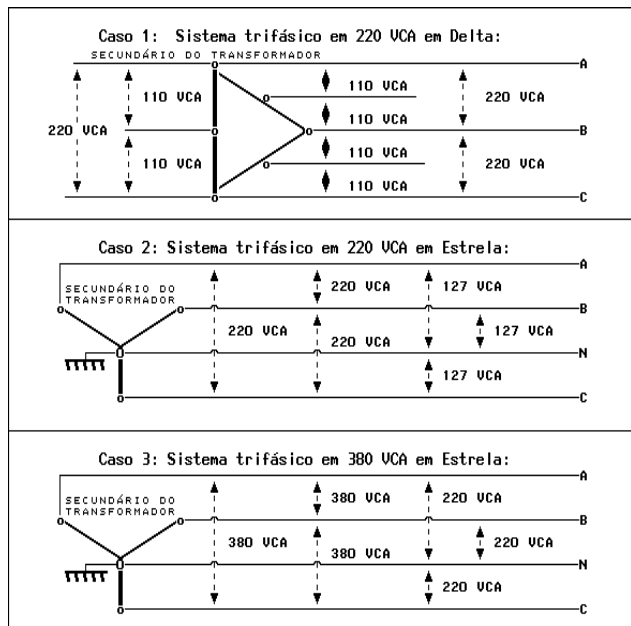 Caso 1: Sistema trifásico em 220 VCA em Delta:
SECUNDÁRIO DO TRANSFORMADOR
A
110 VCA
110 VCA
220 VCA
110 VCA
220 VCA
B
110 VCA
110 VCA
220 VCA
110 VCA
C
Caso 2: Sistema trifásico em 220 VCA em Estrela:
A
SECUNDÁRIO DO
TRANSFORMADOR
220 VCA
127 VCA
B
220 VCA
220 VCA
127 VCA
N
127 VCA
C
Caso 3: Sistema trifásico em 380 VCA em Estrela:
A
SECUNDÁRIO DO
TRANSFORMADOR
380 VCA
220 VCA
B
380 VCA
380 VCA
220 VCA
N
220 VCA
C